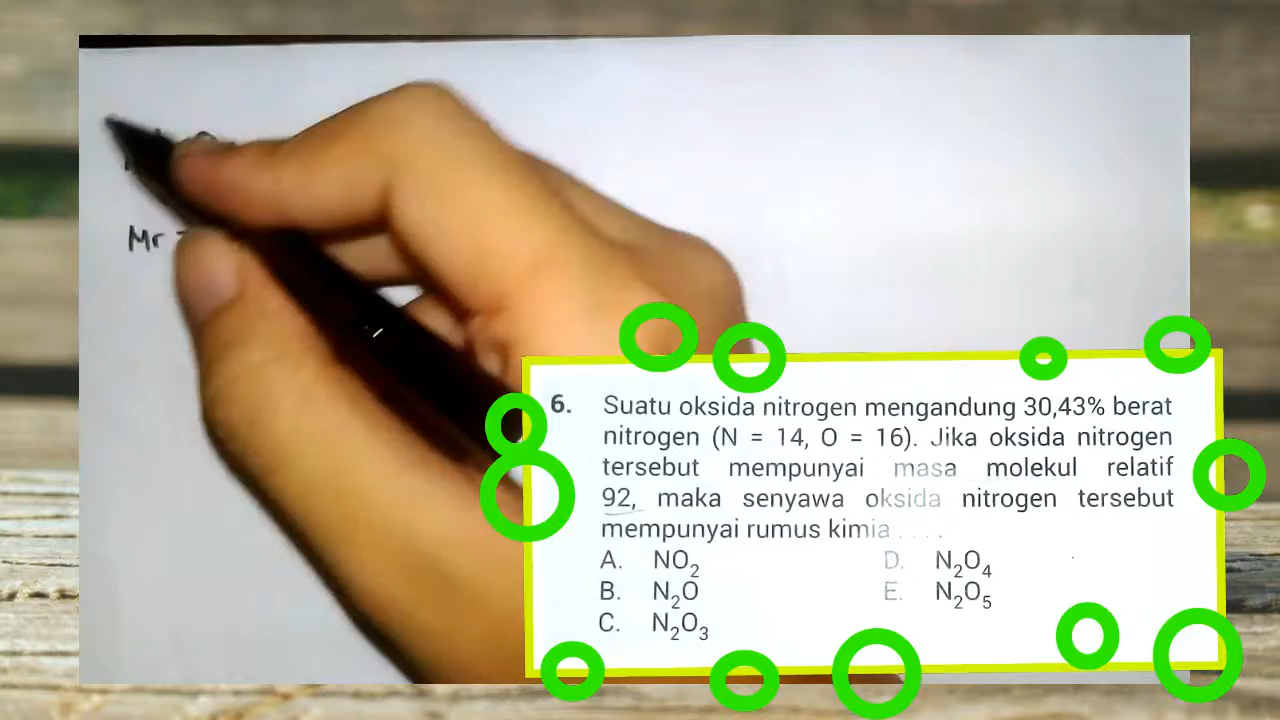 Mr
6. Suatu oksida nitrogen mengandung 30,43% berat
nitrogen (N = 14, O = 16). Jika oksida nitrogen
tersebut mempunyai masa molekul relatif
92, maka senyawa oksida nitrogen tersebut
mempunyai rumus kimia . . . .
A. NO₂
B. N₂O
C. N₂O₃
D. N₂O₄
E. N₂O₅